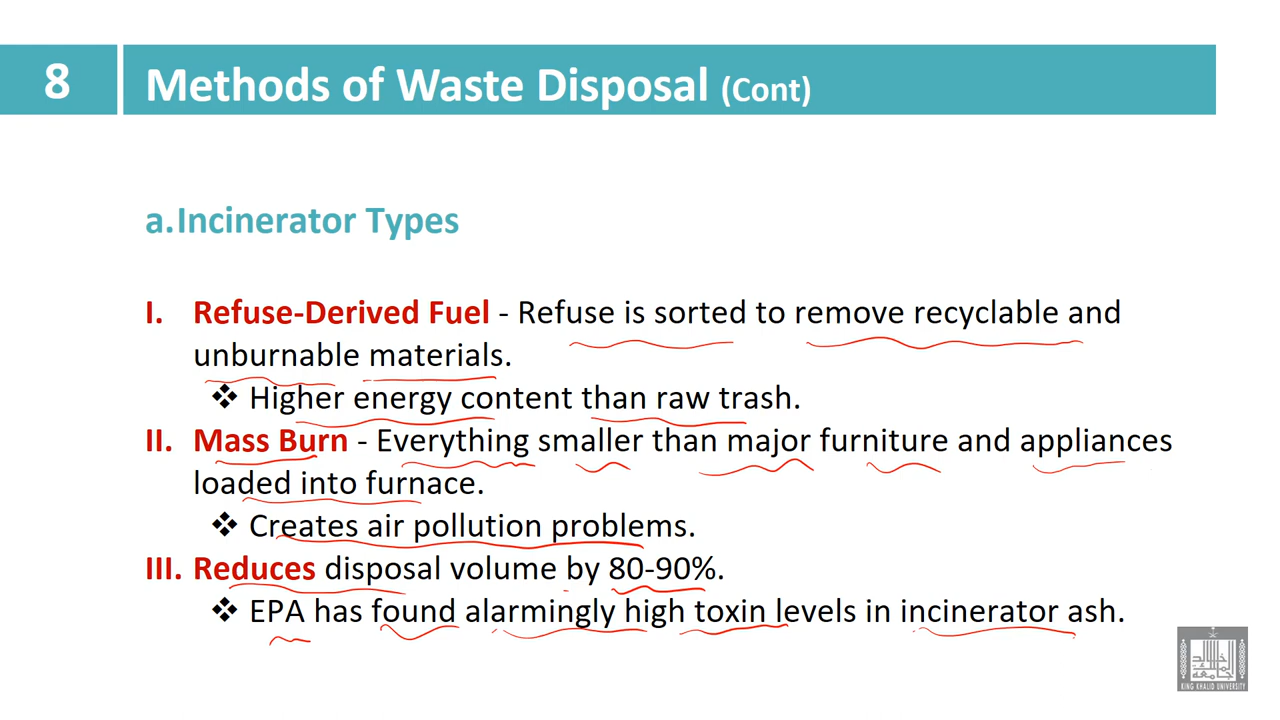 8
Methods of Waste Disposal (Cont)
a.Incinerator Types
I. Refuse-Derived Fuel - Refuse is sorted to remove recyclable and
unburnable materials.
❖ Higher energy content than raw trash.
II. Mass Burn - Everything smaller than major furniture and appliances
loaded into furnace.
❖ Creates air pollution problems.
III. Reduces disposal volume by 80-90%.
❖ EPA has found alarmingly high toxin levels in incinerator ash.
KING KHALID UNIVERSITY